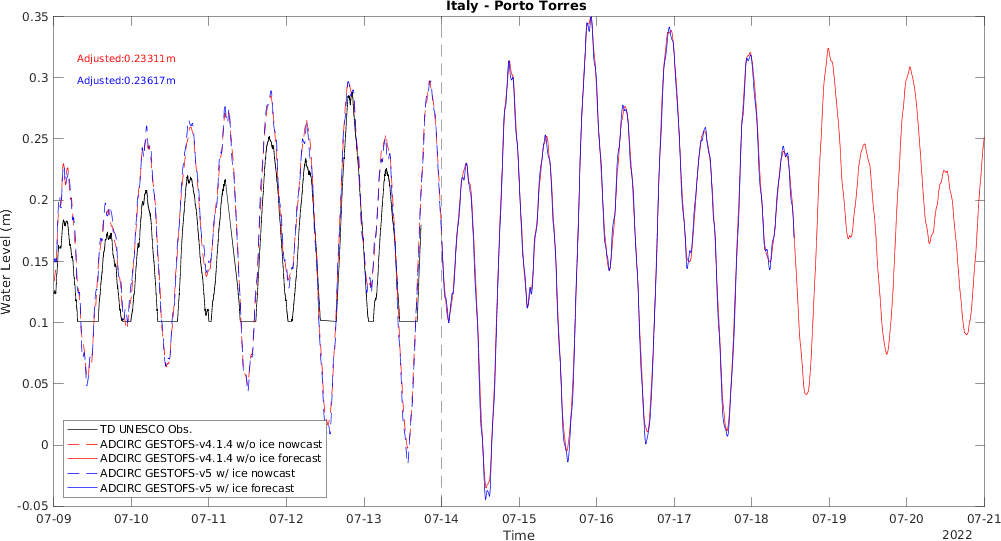 Italy - Porto Torres
0.35
0.3
0.25
0.2
0.15
0.1
0.05
0
-0.05
Water Level (m)
Adjusted:0.23311m
Adjusted:0.23617m
TD UNESCO Obs.
ADCIRC GESTOFS-v4.1.4 w/o ice nowcast
ADCIRC GESTOFS-v4.1.4 w/o ice forecast
ADCIRC GESTOFS-v5 w/ ice nowcast
ADCIRC GESTOFS-v5 w/ ice forecast
07-09 07-10 07-11 07-12 07-13 07-14 07-15 07-16 07-17 07-18 07-19 07-20 07-21
Time
2022